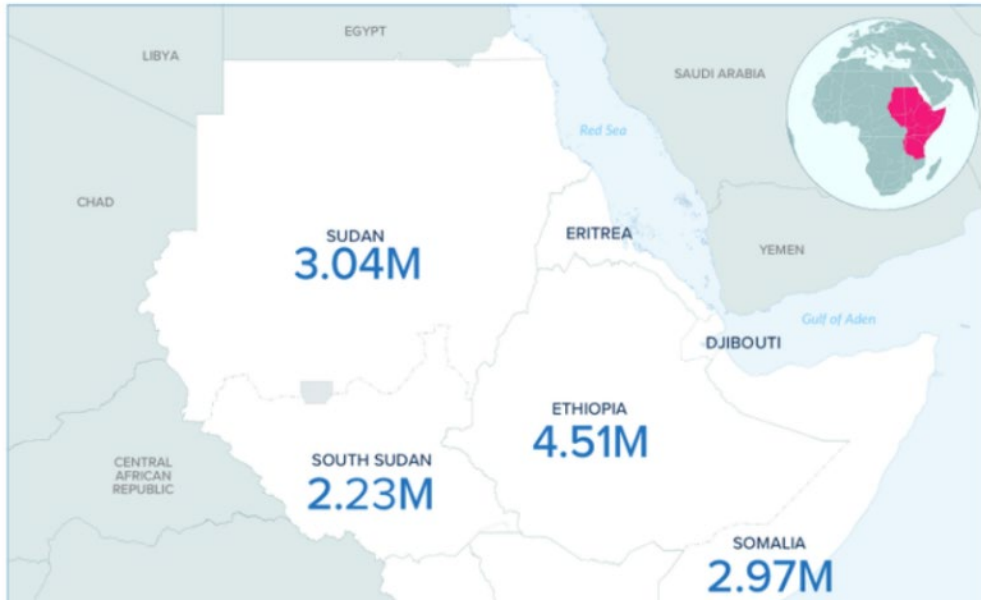 EGYPT
LIBYA
SAUDI ARABIA
Red Sea
CHAD
SUDAN
3.04M
ERITREA
YEMEN
Gulf of Aden
DJIBOUTI
ETHIOPIA
4.51M
SOUTH SUDAN
2.23M
CENTRAL
AFRICAN
REPUBLIC
SOMALIA
2.97M